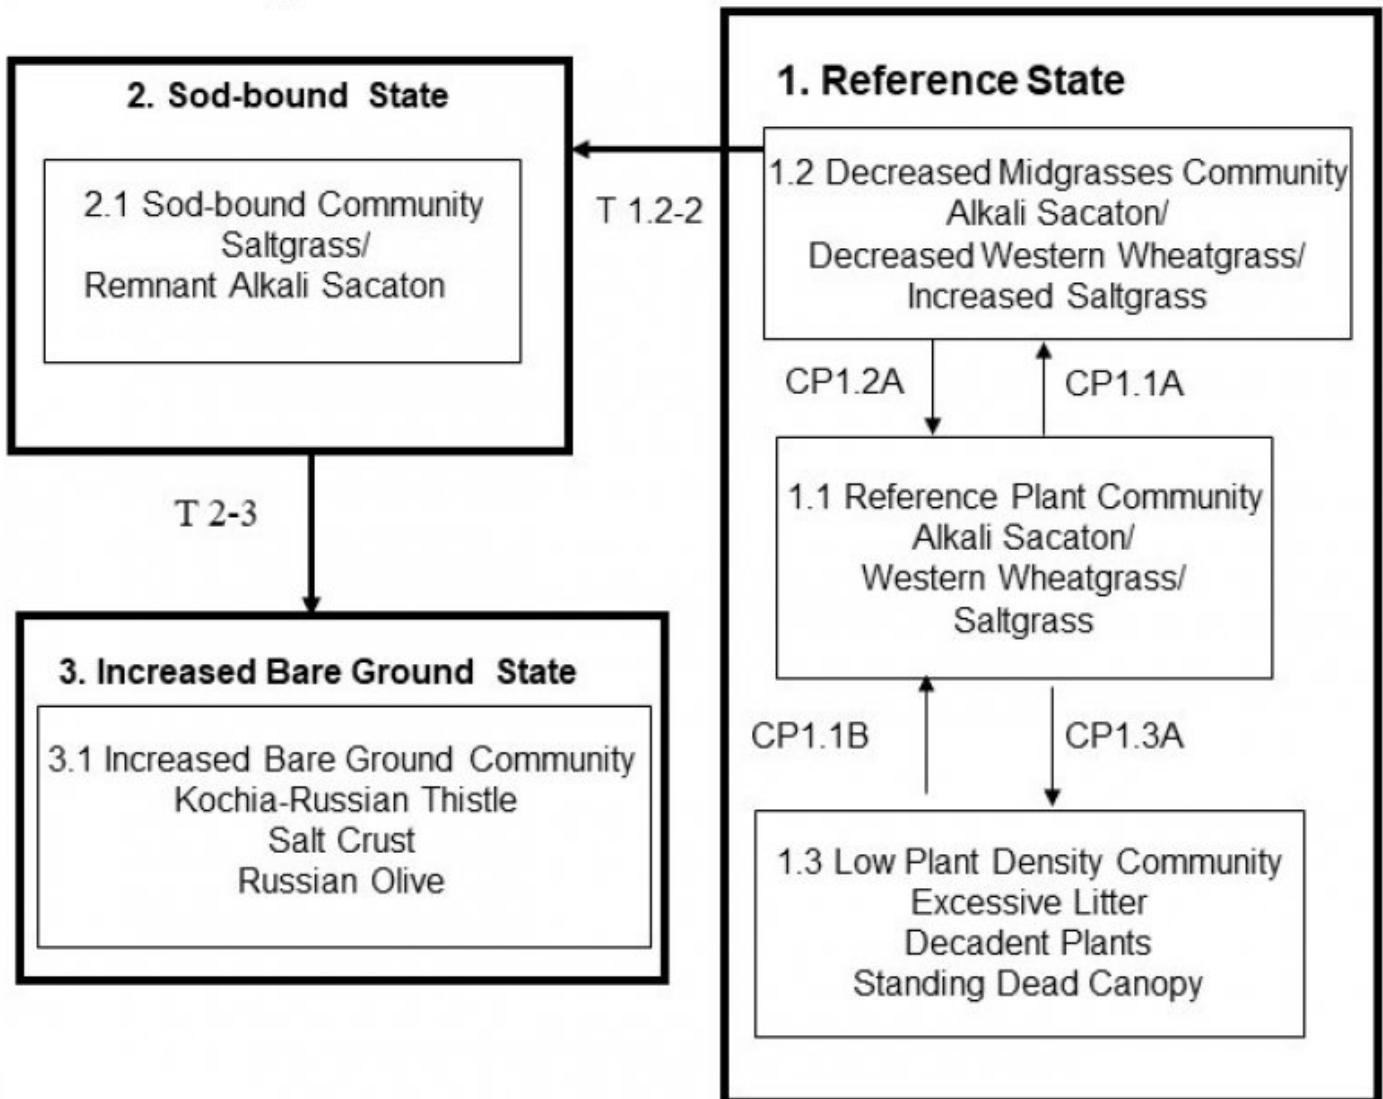 2. Sod-bound State
2.1 Sod-bound Community
Saltgrass/
Remnant Alkali Sacaton
T 1.2-2
T 2-3
3. Increased Bare Ground State
3.1 Increased Bare Ground Community
Kochia-Russian Thistle
Salt Crust
Russian Olive
1. Reference State
1.2 Decreased Midgrasses Community
Alkali Sacaton/
Decreased Western Wheatgrass/
Increased Saltgrass
CP1.2A
CP1.1A
1.1 Reference Plant Community
Alkali Sacaton/
Western Wheatgrass/
Saltgrass
CP1.1B
CP1.3A
1.3 Low Plant Density Community
Excessive Litter
Decadent Plants
Standing Dead Canopy